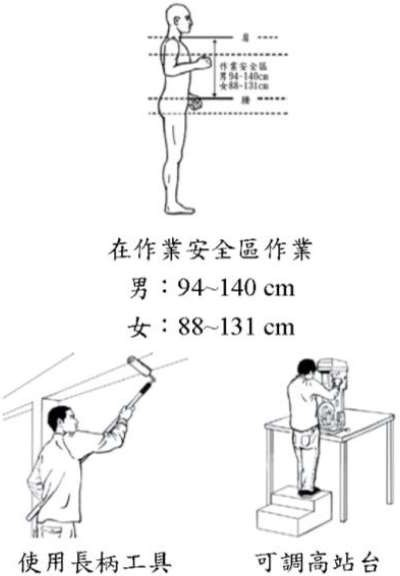 肩
作業安全區
男94~140cm
女88~131cm
腰
在作業安全區作業
男：94~140 cm
女：88~131 cm
使用長柄工具
可調高站台